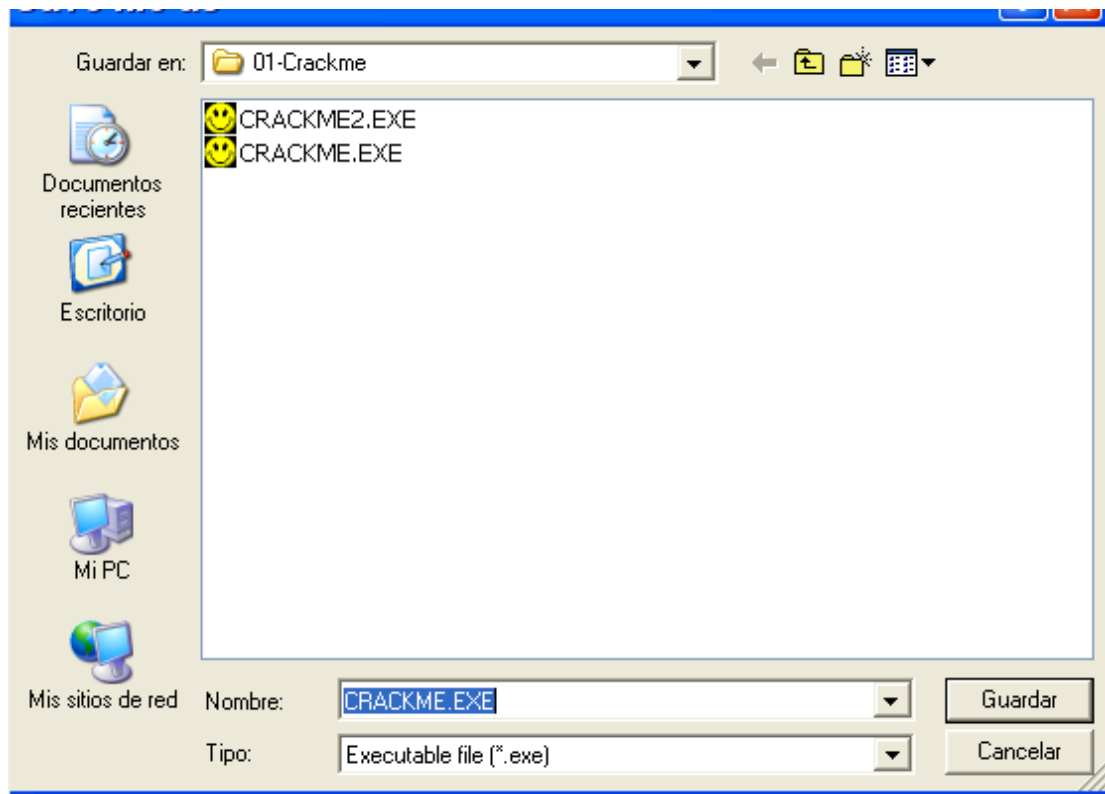 Guardar en: 01-Crackme
CRACKME2.EXE
CRACKME.EXE
Documentos
recientes
Escritorio
Mis documentos
Mi PC
Mis sitios de red
Nombre: CRACKME.EXE Guardar
Tipo: Executable file (*.exe) Cancelar